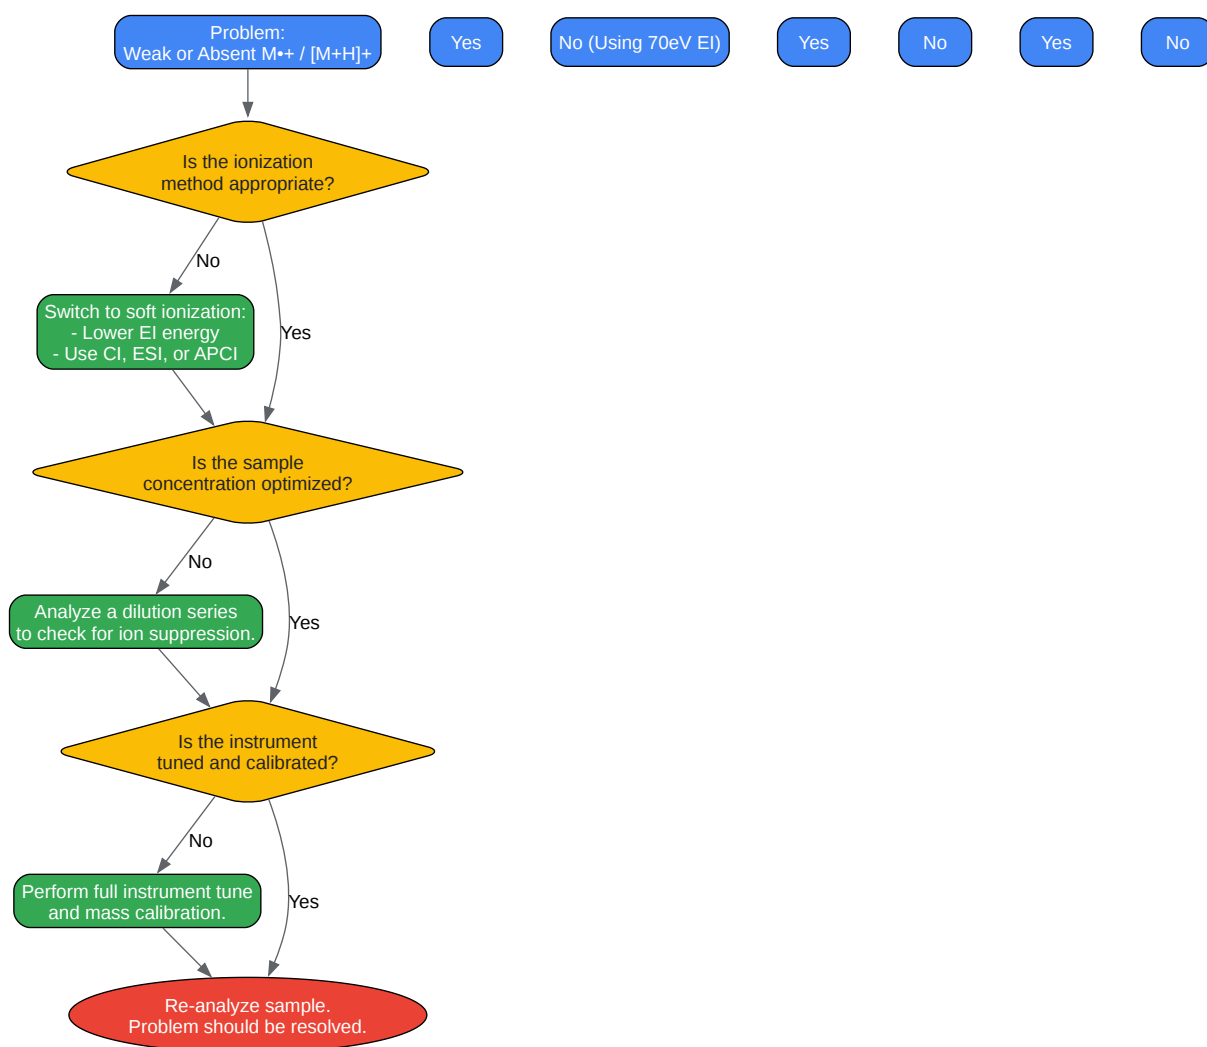 Problem:
Weak or Absent M•+ / [M+H]+
Yes
No (Using 70eV EI)
Yes
No
Yes
No
Is the ionization
method appropriate?
No
Switch to soft ionization:
- Lower EI energy
- Use CI, ESI, or APCI
Yes
Is the sample
concentration optimized?
No
Analyze a dilution series
to check for ion suppression.
Yes
Is the instrument
tuned and calibrated?
No
Perform full instrument tune
and mass calibration.
Yes
Re-analyze sample.
Problem should be resolved.